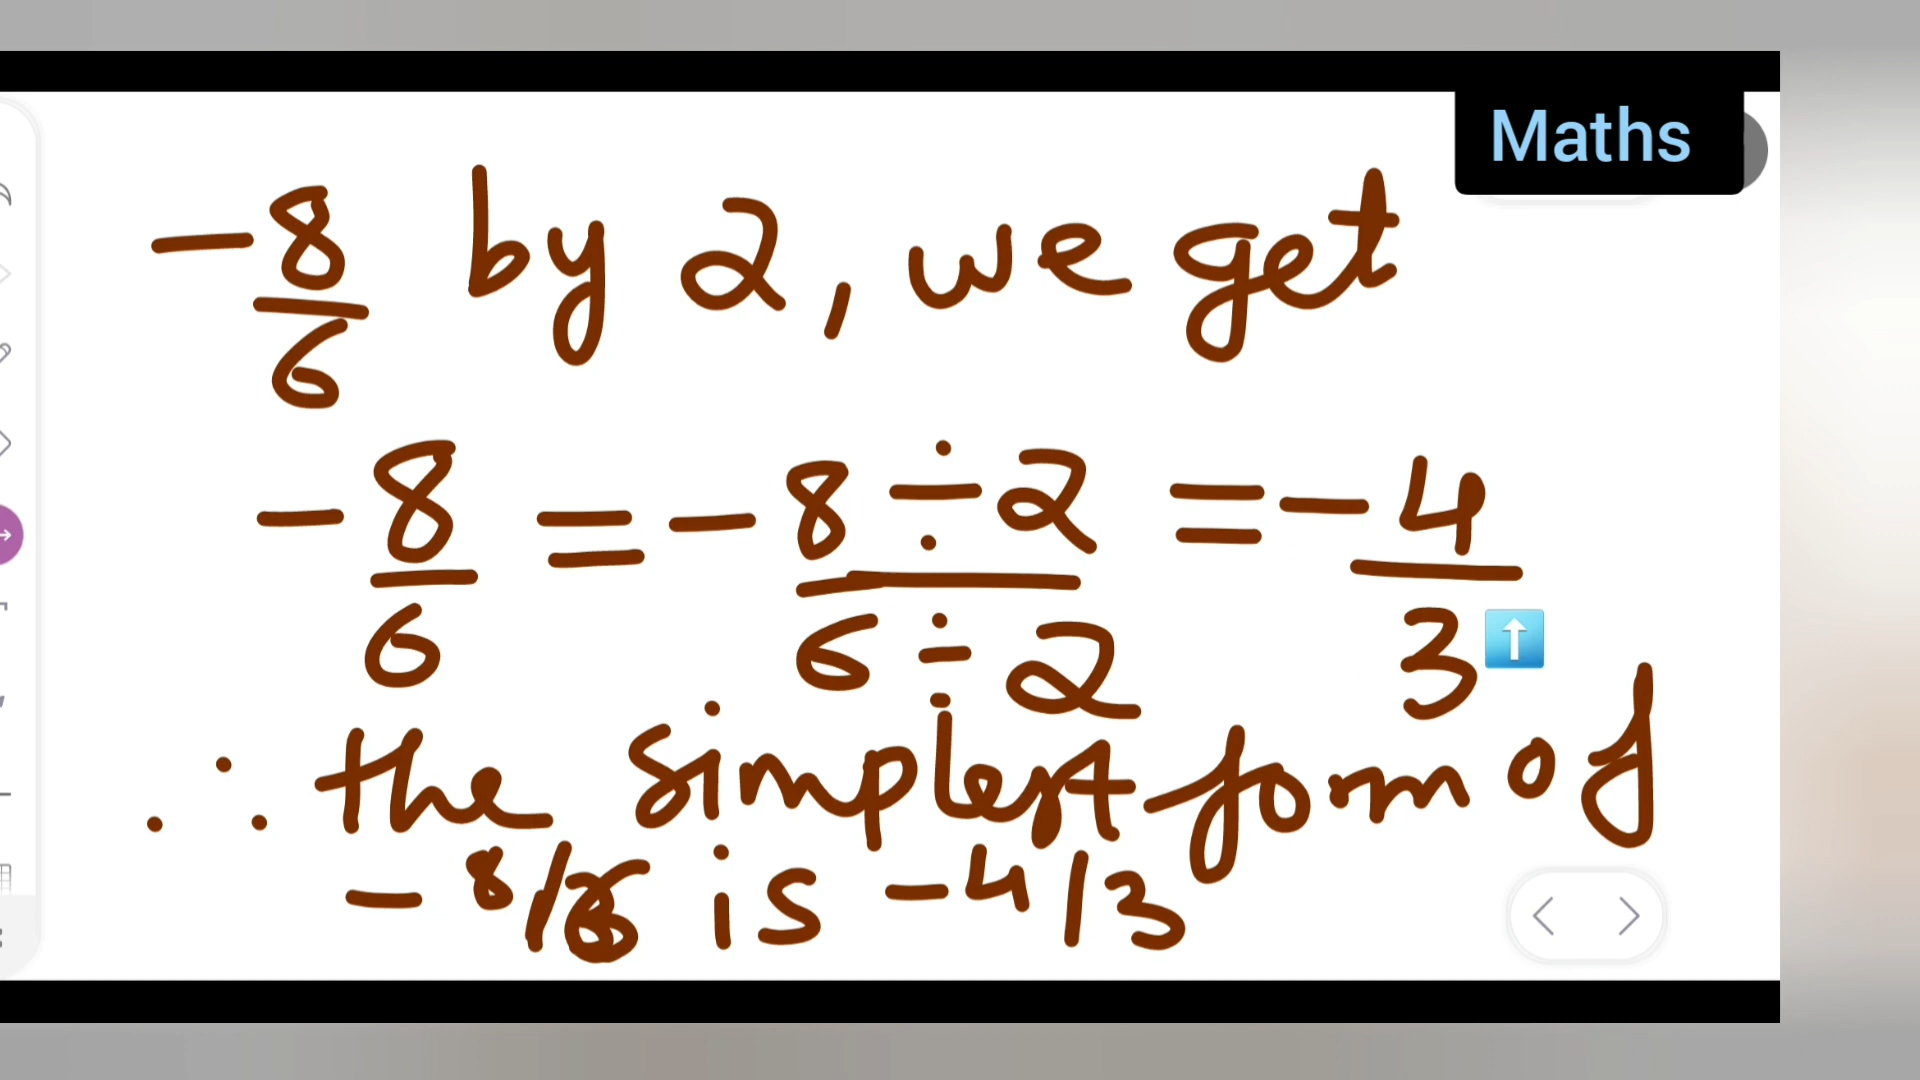 Maths
-8/6 by 2, we get
-8/6 = -8÷2/6÷2 = -4/3
∴ the simplest form of
-8/6 is -4/3